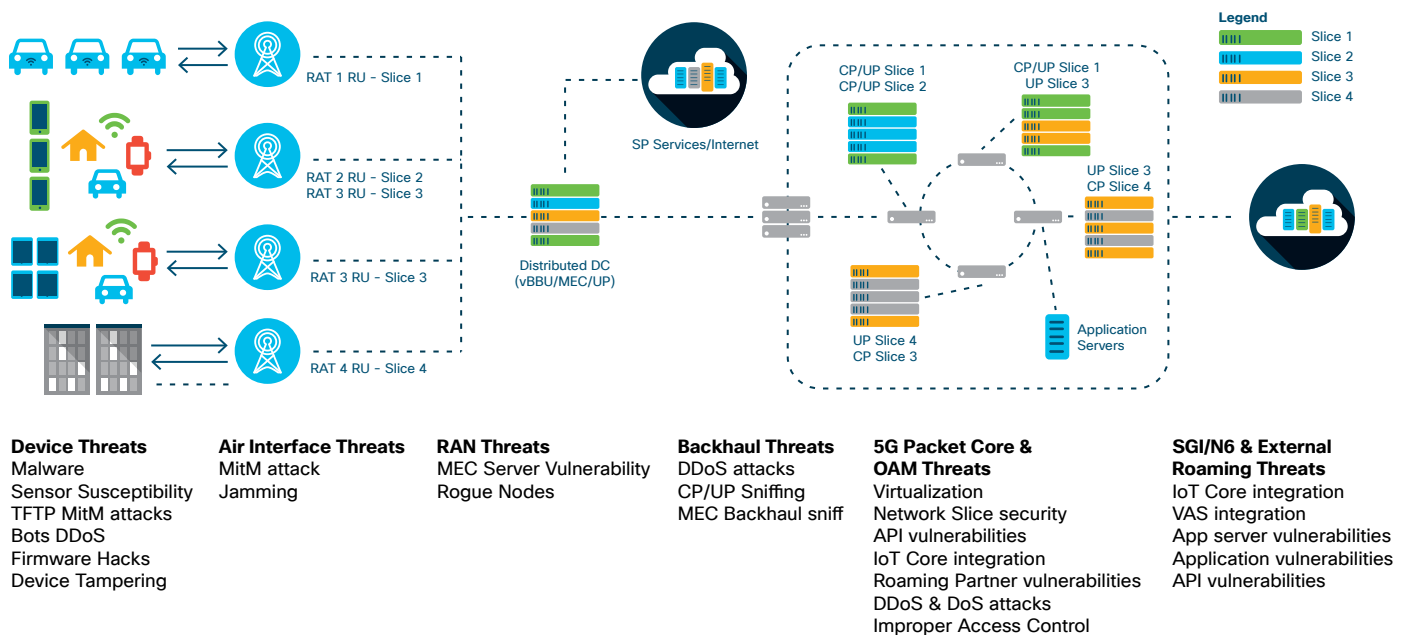 Legend
Slice 1
Slice 2
Slice 3
Slice 4
RAT 1 RU - Slice 1
RAT 2 RU - Slice 2
RAT 3 RU - Slice 3
RAT 3 RU - Slice 3
RAT 4 RU - Slice 4
SP Services/Internet
Distributed DC
(vBBU/MEC/UP)
CP/UP Slice 1
CP/UP Slice 2
CP/UP Slice 1
UP Slice 3
UP Slice 3
CP Slice 4
UP Slice 4
CP Slice 3
Application
Servers
Device Threats
Malware
Sensor Susceptibility
TFTP MitM attacks
Bots DDoS
Firmware Hacks
Device Tampering
Air Interface Threats
MitM attack
Jamming
RAN Threats
MEC Server Vulnerability
Rogue Nodes
Backhaul Threats
DDoS attacks
CP/UP Sniffing
MEC Backhaul sniff
5G Packet Core &
OAM Threats
Virtualization
Network Slice security
API vulnerabilities
IoT Core integration
Roaming Partner vulnerabilities
DDoS & DoS attacks
Improper Access Control
SGI/N6 & External
Roaming Threats
IoT Core integration
VAS integration
App server vulnerabilities
Application vulnerabilities
API vulnerabilities